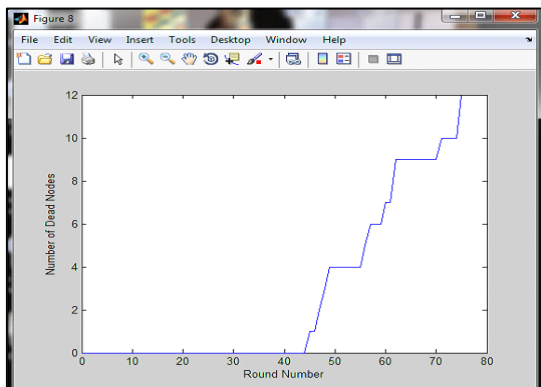 Figure 8
File Edit View Insert Tools Desktop Window Help
12
10
8
6
4
2
0
Number of Dead Nodes
0 10 20 30 40 50 60 70 80
Round Number